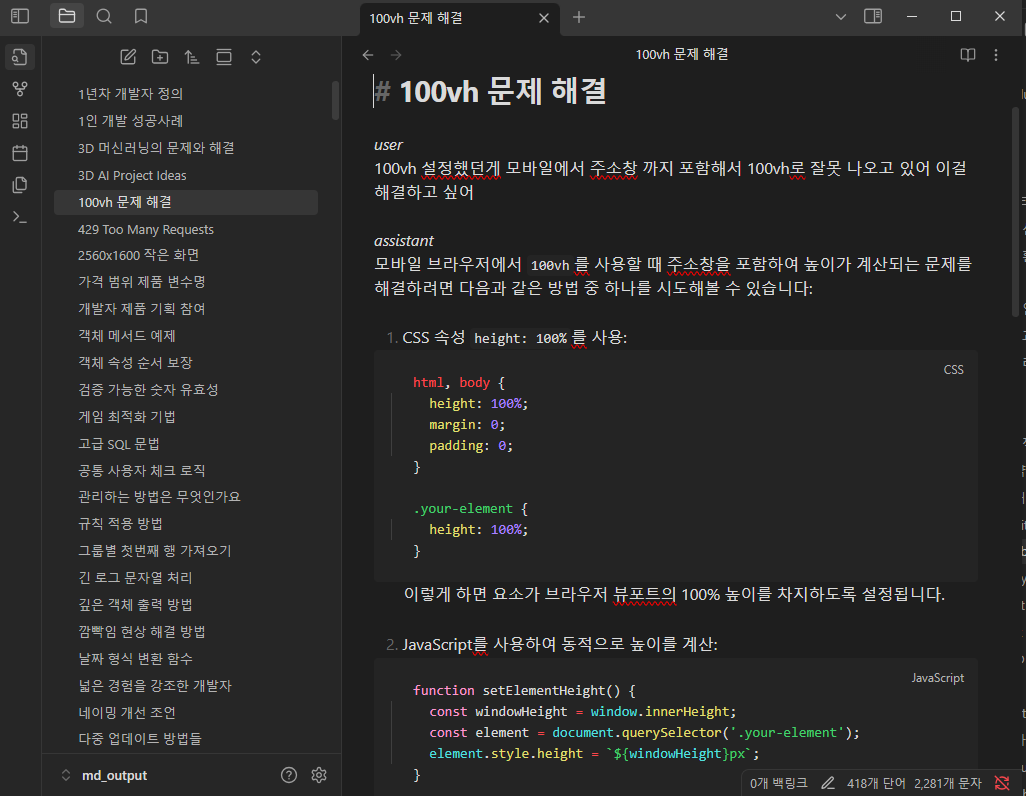 100vh 문제 해결
1년차 개발자 정의
1인 개발 성공사례
3D 머신러닝의 문제와 해결
3D AI Project Ideas
100vh 문제 해결
429 Too Many Requests
2560x1600 작은 화면
가격 범위 제품 변수명
개발자 제품 기획 참여
객체 메서드 예제
객체 속성 순서 보장
검증 가능한 숫자 유효성
게임 최적화 기법
고급 SQL 문법
공통 사용자 체크 로직
관리하는 방법은 무엇인가요
규칙 적용 방법
그룹별 첫번째 행 가져오기
긴 로그 문자열 처리
깊은 객체 출력 방법
깜빡임 현상 해결 방법
날짜 형식 변환 함수
넓은 경험을 강조한 개발자
네이밍 개선 조언
다중 업데이트 방법들
md_output
100vh 문제 해결
# 100vh 문제 해결
user
100vh 설정했던게 모바일에서 주소창 까지 포함해서 100vh로 잘못 나오고 있어 이걸
해결하고 싶어
assistant
모바일 브라우저에서 100vh 를 사용할 때 주소창을 포함하여 높이가 계산되는 문제를
해결하려면 다음과 같은 방법 중 하나를 시도해볼 수 있습니다:
1. CSS 속성 height: 100% 를 사용:
CSS
html, body {
height: 100%;
margin: 0;
padding: 0;
}
.your-element {
height: 100%;
}
이렇게 하면 요소가 브라우저 뷰포트의 100% 높이를 차지하도록 설정됩니다.
2. JavaScript를 사용하여 동적으로 높이를 계산:
JavaScript
function setElementHeight() {
const windowHeight = window.innerHeight;
const element = document.querySelector('.your-element');
element.style.height = `${windowHeight}px`;
}
0개 백링크 418개 단어 2,281개 문자